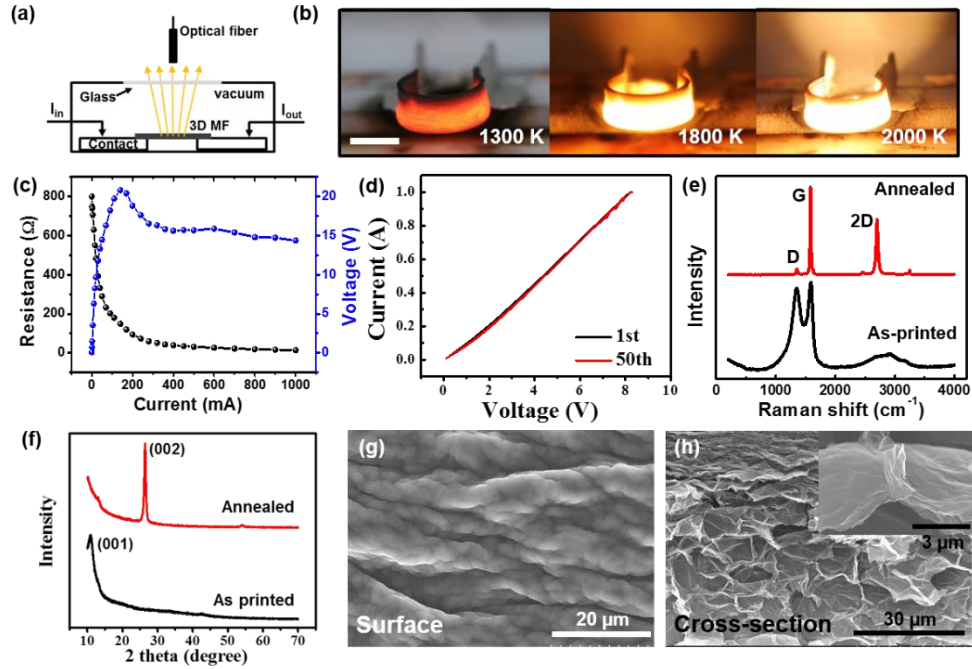 (a)
Optical fiber
Glass
vacuum
I_in
I_out
3D MF
Contact
(b)
1300 K
1800 K
2000 K
(c)
Resistance (Ω)
800
600
400
200
0
Voltage (V)
20
15
10
5
0
0 200 400 600 800 1000
Current (mA)
(d)
Current (A)
1.0
0.8
0.6
0.4
0.2
0.0
1st
50th
0 2 4 6 8 10
Voltage (V)
(e)
Intensity
Annealed
G
2D
D
As-printed
1000 2000 3000 4000
Raman shift (cm⁻¹)
(f)
Intensity
(002)
Annealed
(001)
As printed
10 20 30 40 50 60 70
2 theta (degree)
(g)
Surface
20 μm
(h)
3 μm
Cross-section
30 μm